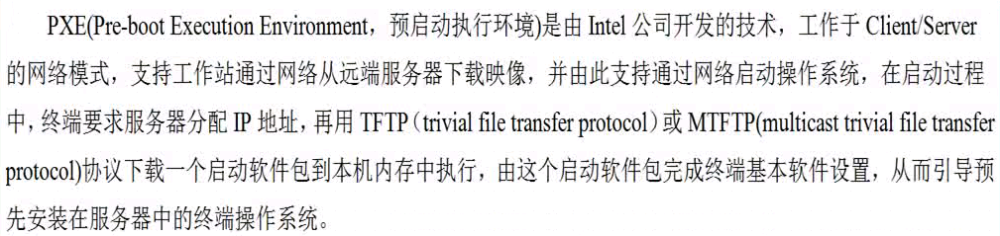 PXE(Pre-boot Execution Environment，预启动执行环境)是由 Intel 公司开发的技术，工作于 Client/Server
的网络模式，支持工作站通过网络从远端服务器下载映像，并由此支持通过网络启动操作系统，在启动过程
中，终端要求服务器分配 IP 地址，再用 TFTP（trivial file transfer protocol）或 MTFTP(multicast trivial file transfer
protocol)协议下载一个启动软件包到本机内存中执行，由这个启动软件包完成终端基本软件设置，从而引导预
先安装在服务器中的终端操作系统。